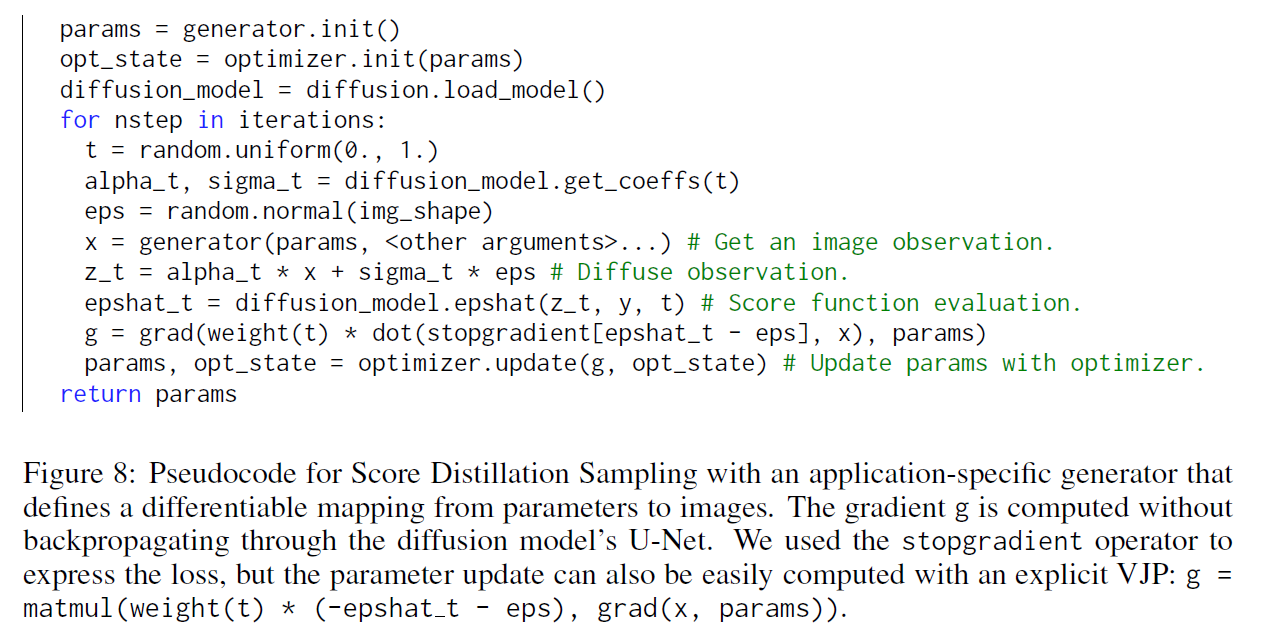 params = generator.init()
opt_state = optimizer.init(params)
diffusion_model = diffusion.load_model()
for nstep in iterations:
  t = random.uniform(0., 1.)
  alpha_t, sigma_t = diffusion_model.get_coeffs(t)
  eps = random.normal(img_shape)
  x = generator(params, <other arguments>...) # Get an image observation.
  z_t = alpha_t * x + sigma_t * eps # Diffuse observation.
  epshat_t = diffusion_model.epshat(z_t, y, t) # Score function evaluation.
  g = grad(weight(t) * dot(stopgradient[epshat_t - eps], x), params)
  params, opt_state = optimizer.update(g, opt_state) # Update params with optimizer.
return params
Figure 8: Pseudocode for Score Distillation Sampling with an application-specific generator that
defines a differentiable mapping from parameters to images. The gradient g is computed without
backpropagating through the diffusion model's U-Net. We used the stopgradient operator to
express the loss, but the parameter update can also be easily computed with an explicit VJP: g =
matmul(weight(t) * (-epshat_t - eps), grad(x, params)).